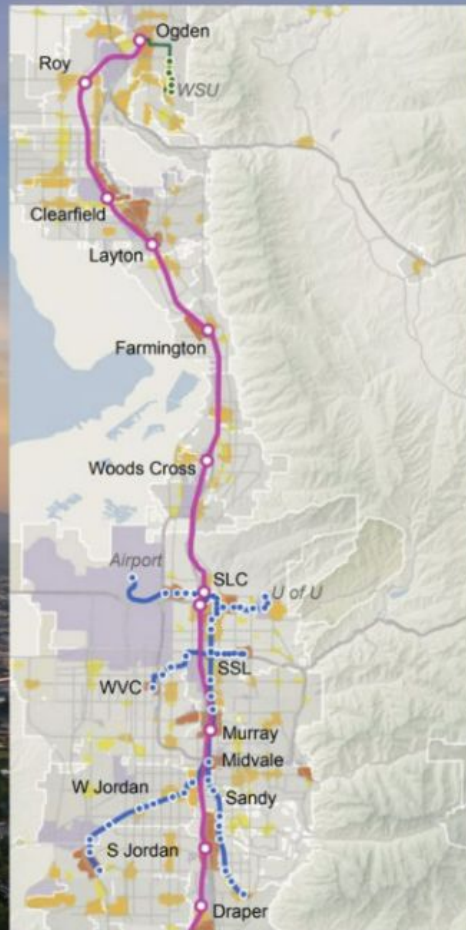 Ogden
Roy
WSU
Clearfield
Layton
Farmington
Woods Cross
Airport
SLC
U of U
SSL
WVC
Murray
Midvale
W Jordan
Sandy
S Jordan
Draper